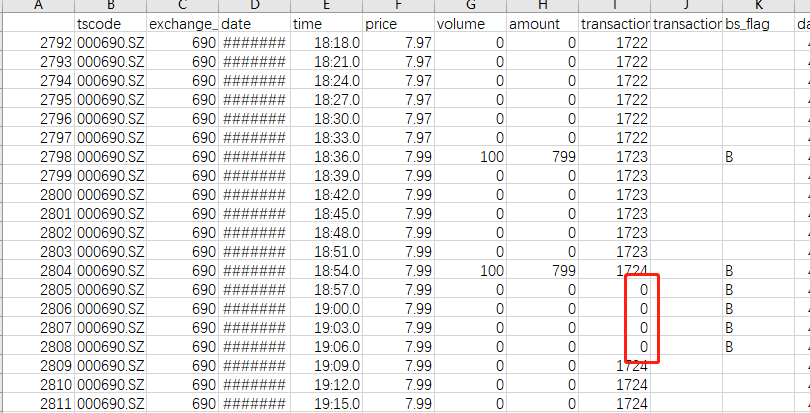 A B C D E F G H I J K
tscode exchange_ date time price volume amount transaction transaction bs_flag da
2792 000690.SZ 690 ####### 18:18.0 7.97 0 0 1722
2793 000690.SZ 690 ####### 18:21.0 7.97 0 0 1722
2794 000690.SZ 690 ####### 18:24.0 7.97 0 0 1722
2795 000690.SZ 690 ####### 18:27.0 7.97 0 0 1722
2796 000690.SZ 690 ####### 18:30.0 7.97 0 0 1722
2797 000690.SZ 690 ####### 18:33.0 7.97 0 0 1722
2798 000690.SZ 690 ####### 18:36.0 7.99 100 799 1723 B
2799 000690.SZ 690 ####### 18:39.0 7.99 0 0 1723
2800 000690.SZ 690 ####### 18:42.0 7.99 0 0 1723
2801 000690.SZ 690 ####### 18:45.0 7.99 0 0 1723
2802 000690.SZ 690 ####### 18:48.0 7.99 0 0 1723
2803 000690.SZ 690 ####### 18:51.0 7.99 0 0 1723
2804 000690.SZ 690 ####### 18:54.0 7.99 100 799 1724 B
2805 000690.SZ 690 ####### 18:57.0 7.99 0 0 0 B
2806 000690.SZ 690 ####### 19:00.0 7.99 0 0 0 B
2807 000690.SZ 690 ####### 19:03.0 7.99 0 0 0 B
2808 000690.SZ 690 ####### 19:06.0 7.99 0 0 0 B
2809 000690.SZ 690 ####### 19:09.0 7.99 0 0 1724
2810 000690.SZ 690 ####### 19:12.0 7.99 0 0 1724
2811 000690.SZ 690 ####### 19:15.0 7.99 0 0 1724